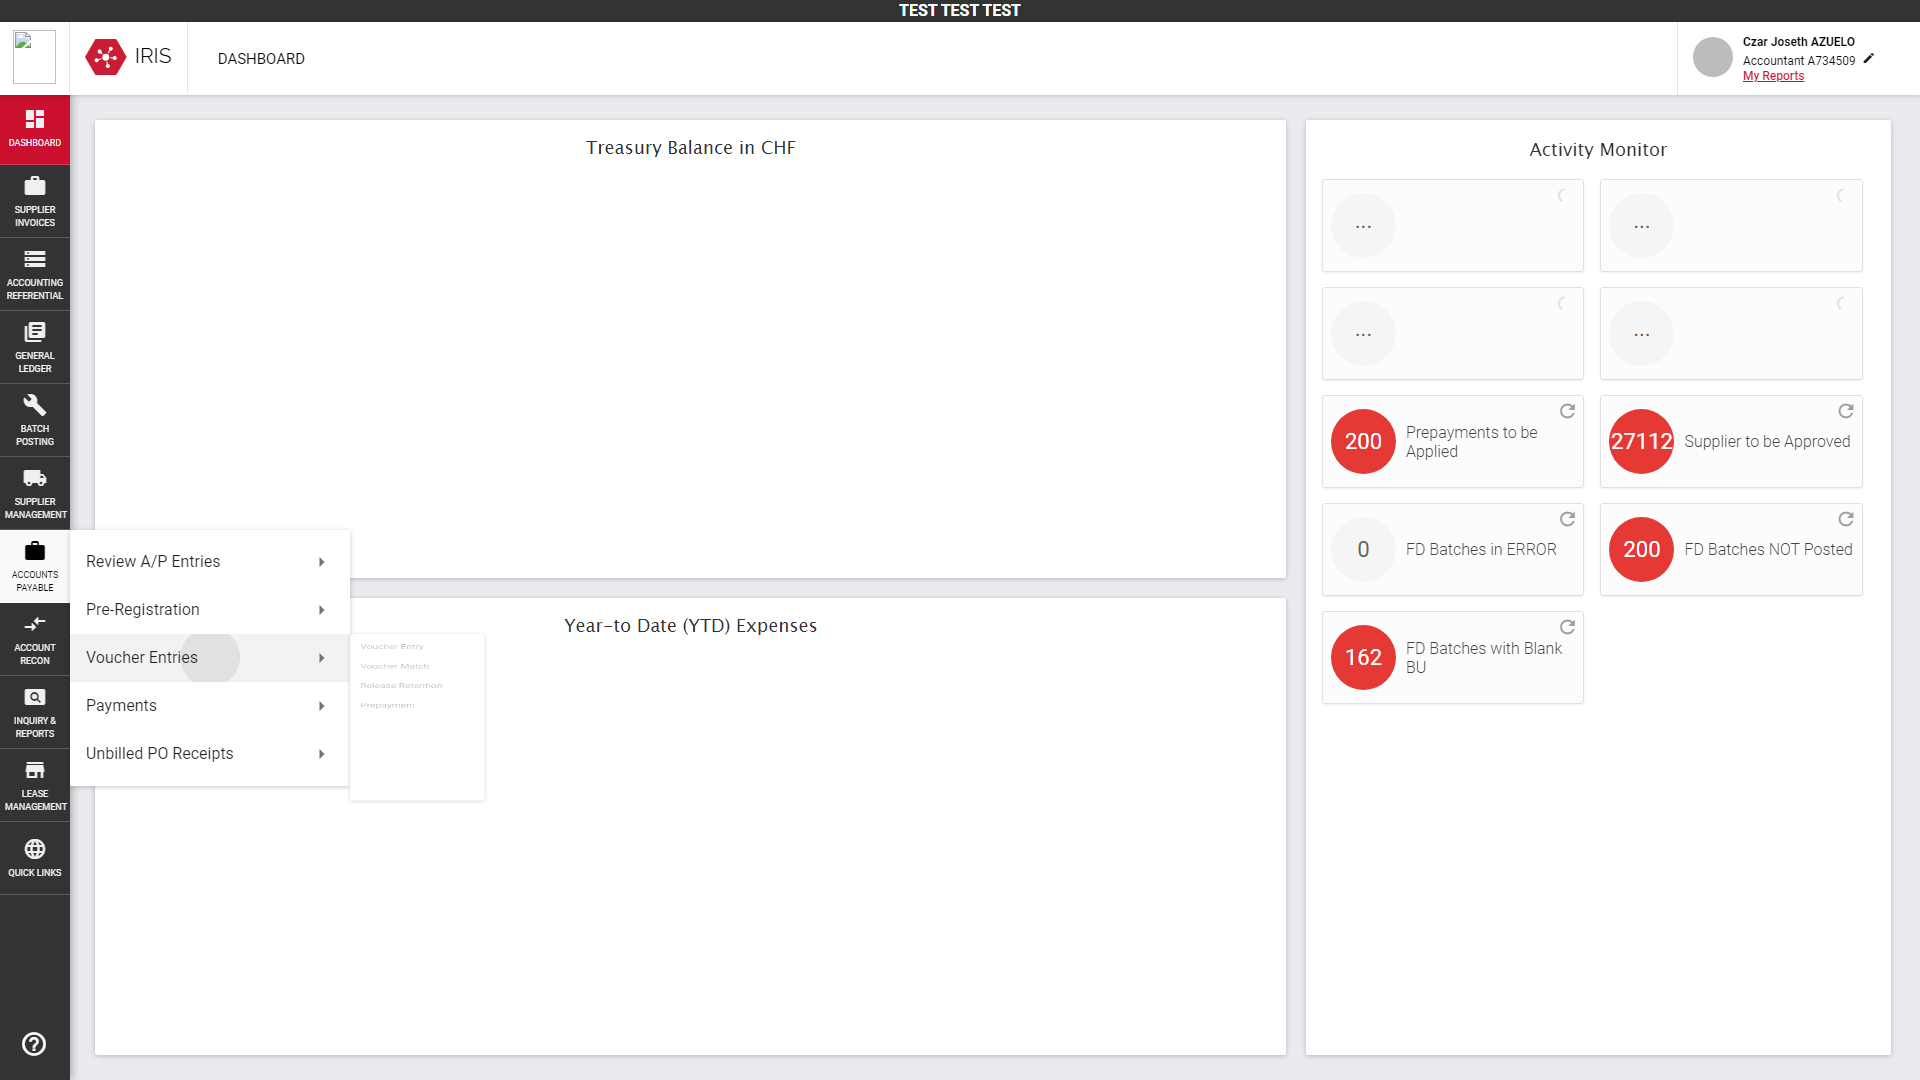 TEST TEST TEST
IRIS
DASHBOARD
Czar Joseth AZUELO
Accountant A734509
My Reports
DASHBOARD
SUPPLIER
INVOICES
ACCOUNTING
REFERENTIAL
GENERAL
LEDGER
BATCH
POSTING
SUPPLIER
MANAGEMENT
ACCOUNTS
PAYABLE
ACCOUNT
RECON
INQUIRY &
REPORTS
LEASE
MANAGEMENT
QUICK LINKS
Review A/P Entries
Pre-Registration
Voucher Entries
Payments
Unbilled PO Receipts
Voucher Entry
Voucher Match
Release Retention
Prepayment
Treasury Balance in CHF
Year-to Date (YTD) Expenses
Activity Monitor
...
...
...
...
200
Prepayments to be
Applied
27112
Supplier to be Approved
0
FD Batches in ERROR
200
FD Batches NOT Posted
162
FD Batches with Blank
BU